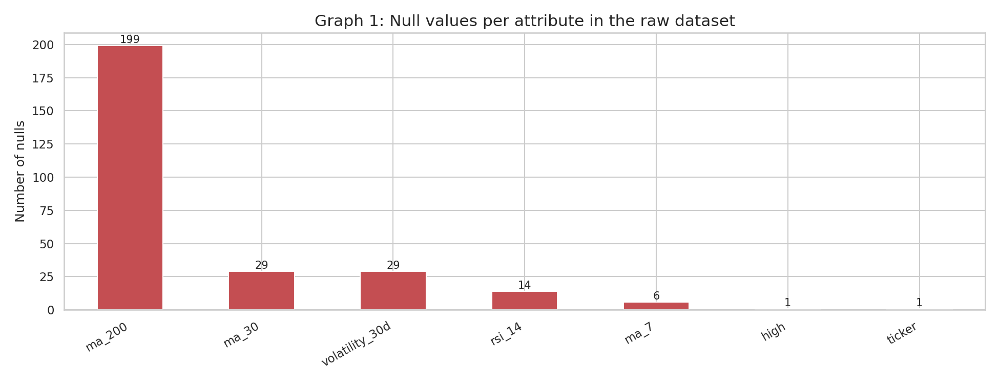 Graph 1: Null values per attribute in the raw dataset
Number of nulls
200
175
150
125
100
75
50
25
0
199
29
29
14
6
1
1
ma_200
ma_30
volatility_30d
rsi_14
ma_7
high
ticker